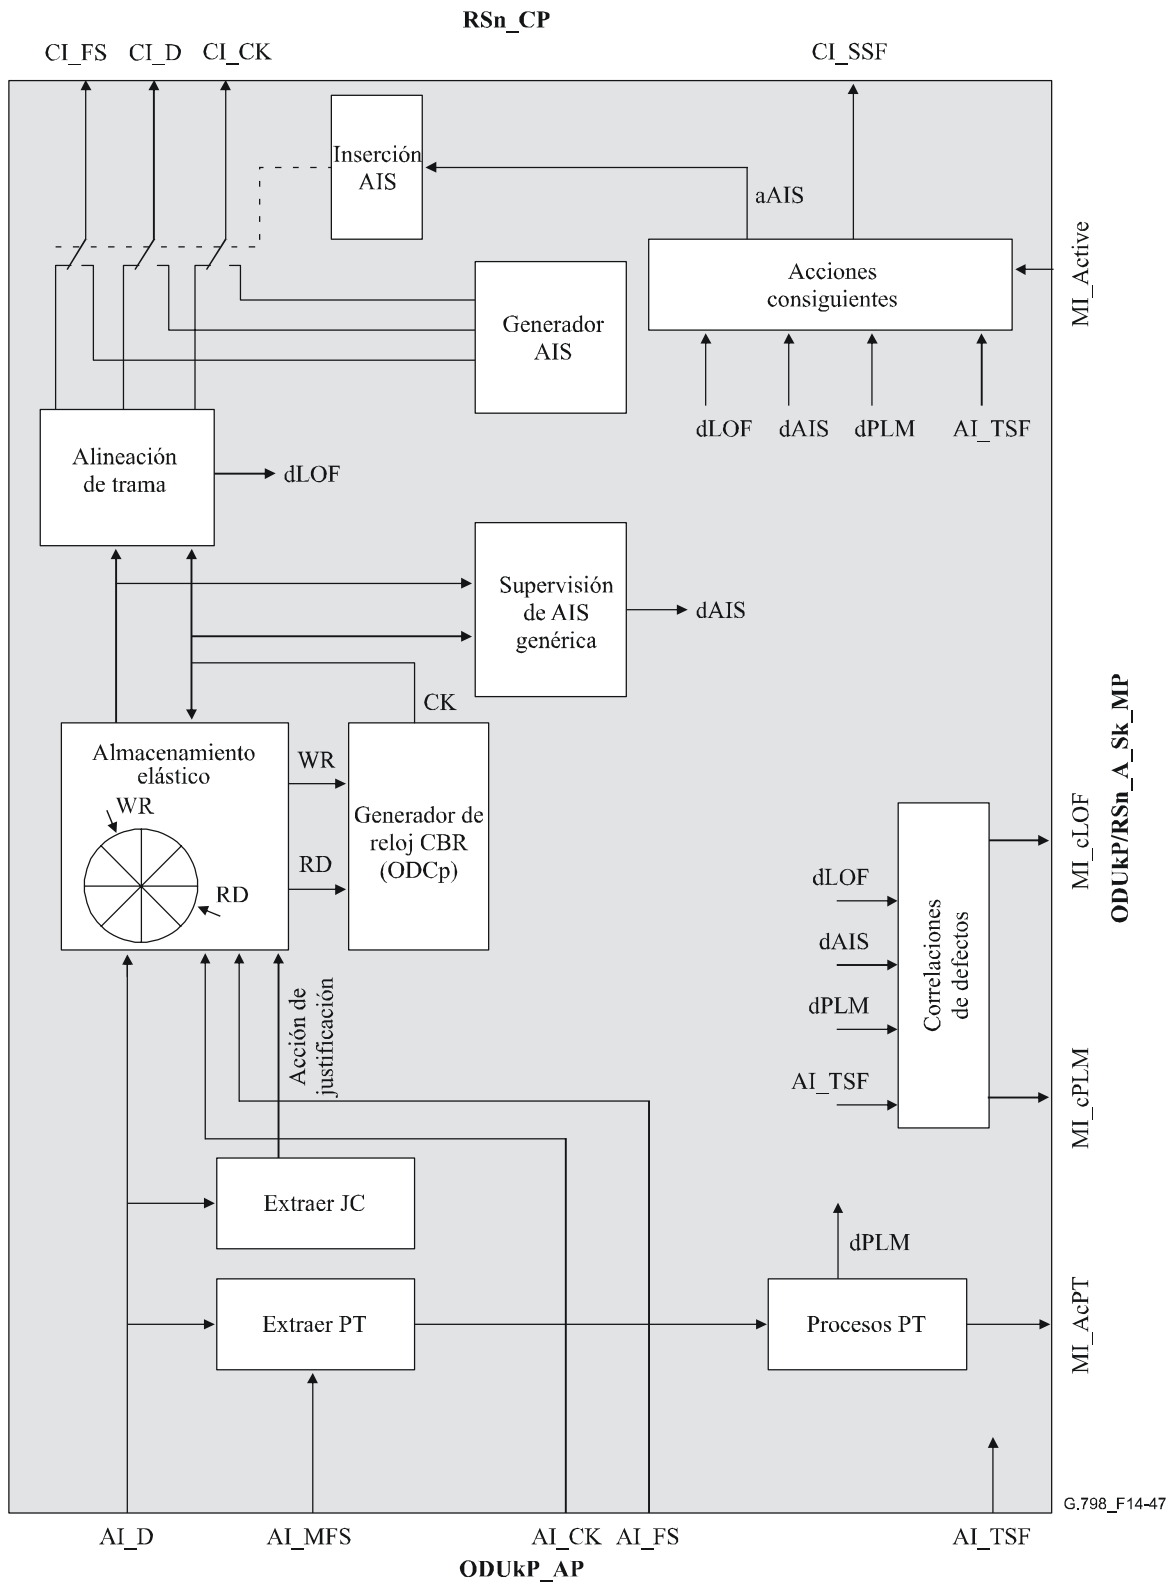 RSn_CP
CI_FS
CI_D
CI_CK
CI_SSF
Inserción
AIS
aAIS
MI_Active
Acciones
consiguientes
Generador
AIS
dLOF
dAIS
dPLM
AI_TSF
Alineación
de trama
dLOF
Supervisión
de AIS
genérica
dAIS
CK
Almacenamiento
elástico
WR
RD
WR
RD
Generador de
reloj CBR
(ODCp)
ODUkP/RSn_A_Sk_MP
MI_cLOF
dLOF
dAIS
dPLM
AI_TSF
Correlaciones
de defectos
MI_cPLM
Acción de
justificación
Extraer JC
dPLM
Extraer PT
Procesos PT
MI_AcPT
G.798_F14-47
AI_D
AI_MFS
AI_CK
AI_FS
AI_TSF
ODUkP_AP